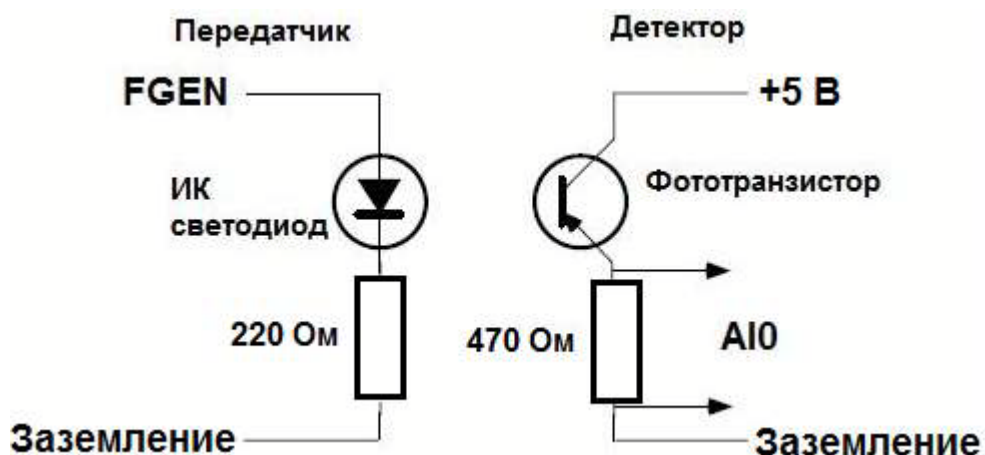 Передатчик
Детектор
FGEN
+5 В
ИК
светодиод
Фототранзистор
220 Ом
470 Ом
AI0
Заземление
Заземление